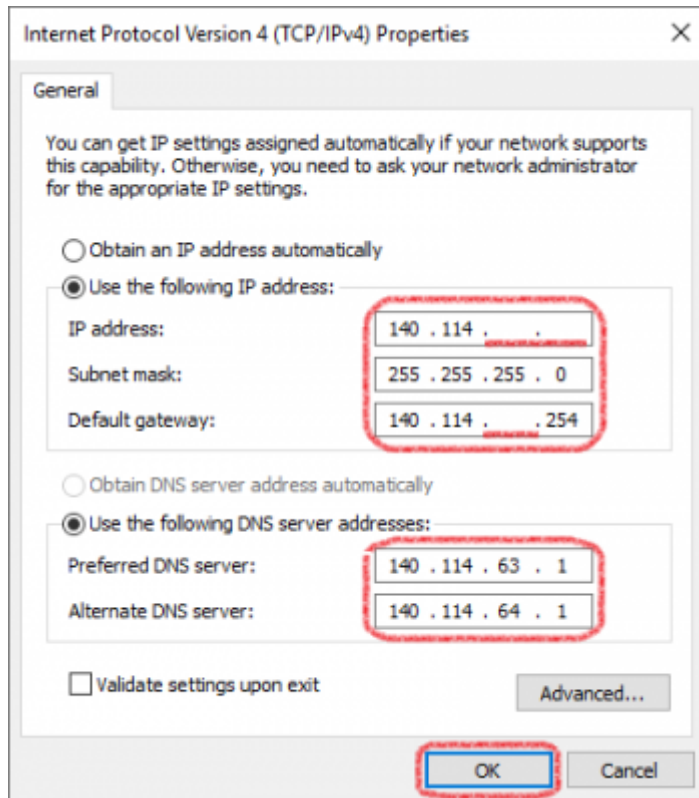 Internet Protocol Version 4 (TCP/IPv4) Properties
General
You can get IP settings assigned automatically if your network supports
this capability. Otherwise, you need to ask your network administrator
for the appropriate IP settings.
Obtain an IP address automatically
Use the following IP address:
IP address: 140 . 114 . .
Subnet mask: 255 . 255 . 255 . 0
Default gateway: 140 . 114 . . 254
Obtain DNS server address automatically
Use the following DNS server addresses:
Preferred DNS server: 140 . 114 . 63 . 1
Alternate DNS server: 140 . 114 . 64 . 1
Validate settings upon exit
Advanced...
OK Cancel